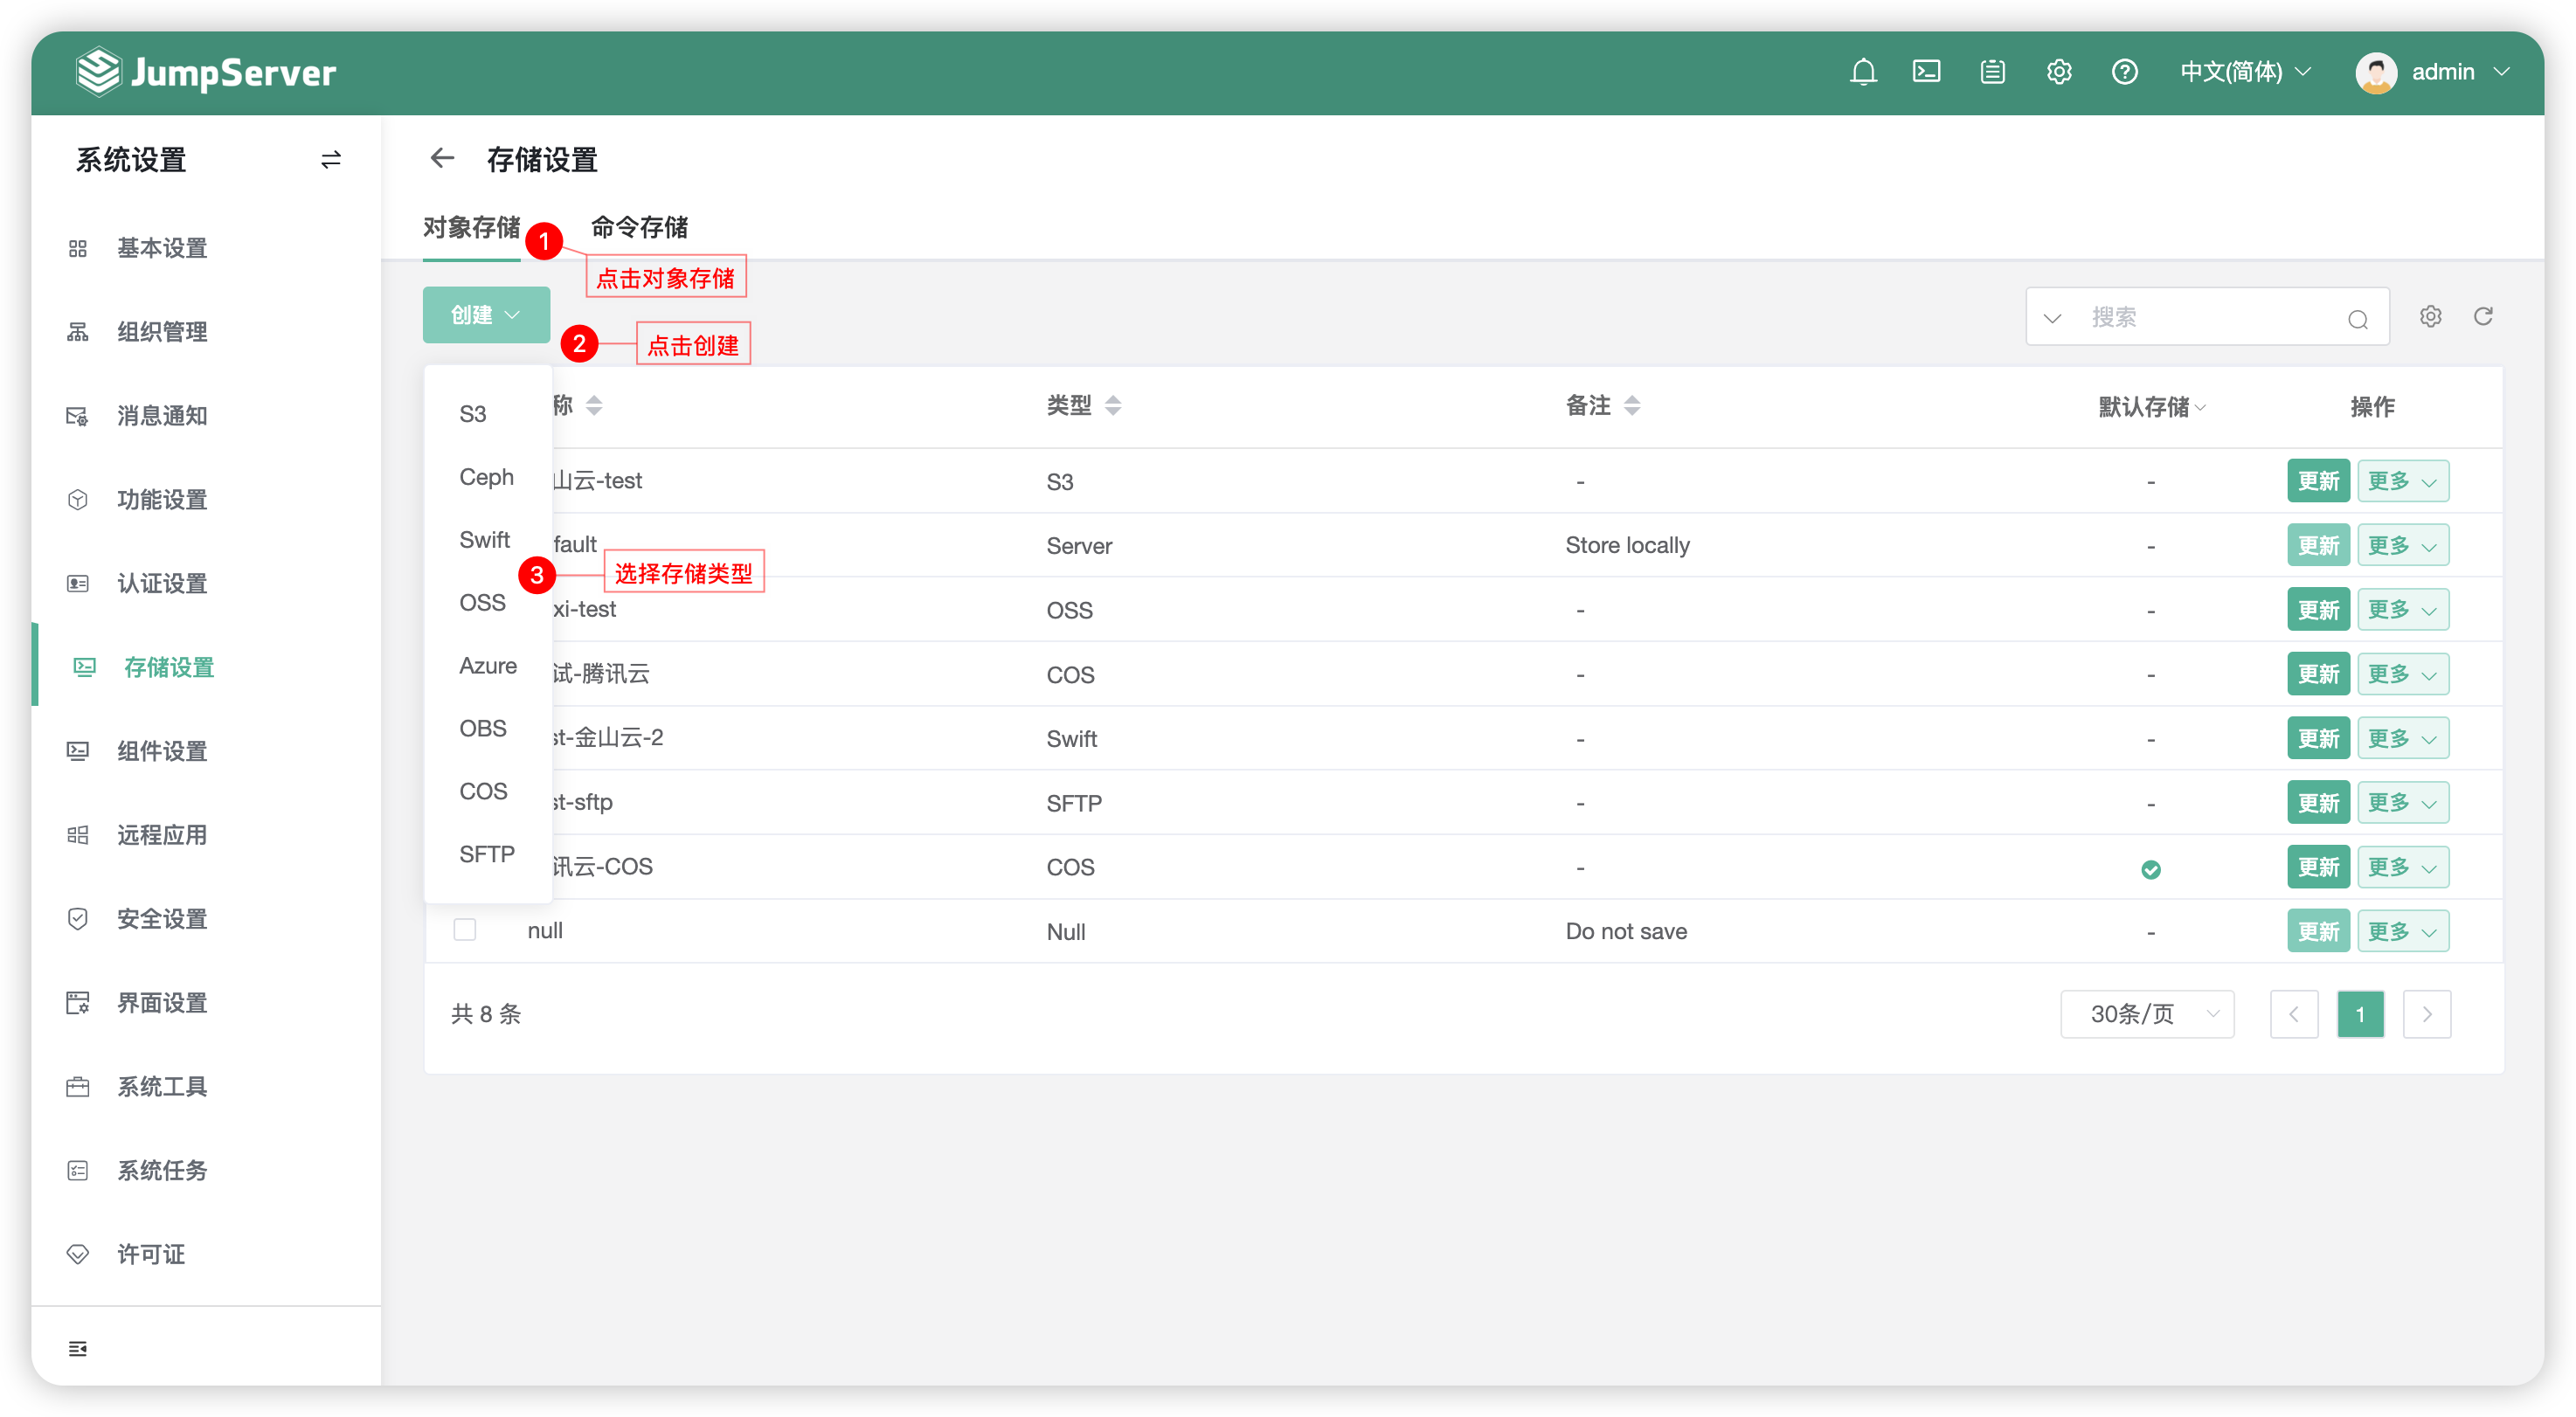 JumpServer
中文(简体)
admin
系统设置
基本设置
组织管理
消息通知
功能设置
认证设置
存储设置
组件设置
远程应用
安全设置
界面设置
系统工具
系统任务
许可证
存储设置
对象存储
命令存储
1
点击对象存储
创建
2
点击创建
搜索
S3
Ceph
Swift
OSS
Azure
OBS
COS
SFTP
3
选择存储类型
称 类型 备注 默认存储 操作
山云-test S3 - - 更新 更多
fault Server Store locally - 更新 更多
xi-test OSS - - 更新 更多
试-腾讯云 COS - - 更新 更多
st-金山云-2 Swift - - 更新 更多
st-sftp SFTP - - 更新 更多
讯云-COS COS - 更新 更多
null Null Do not save - 更新 更多
共 8 条
30条/页
1